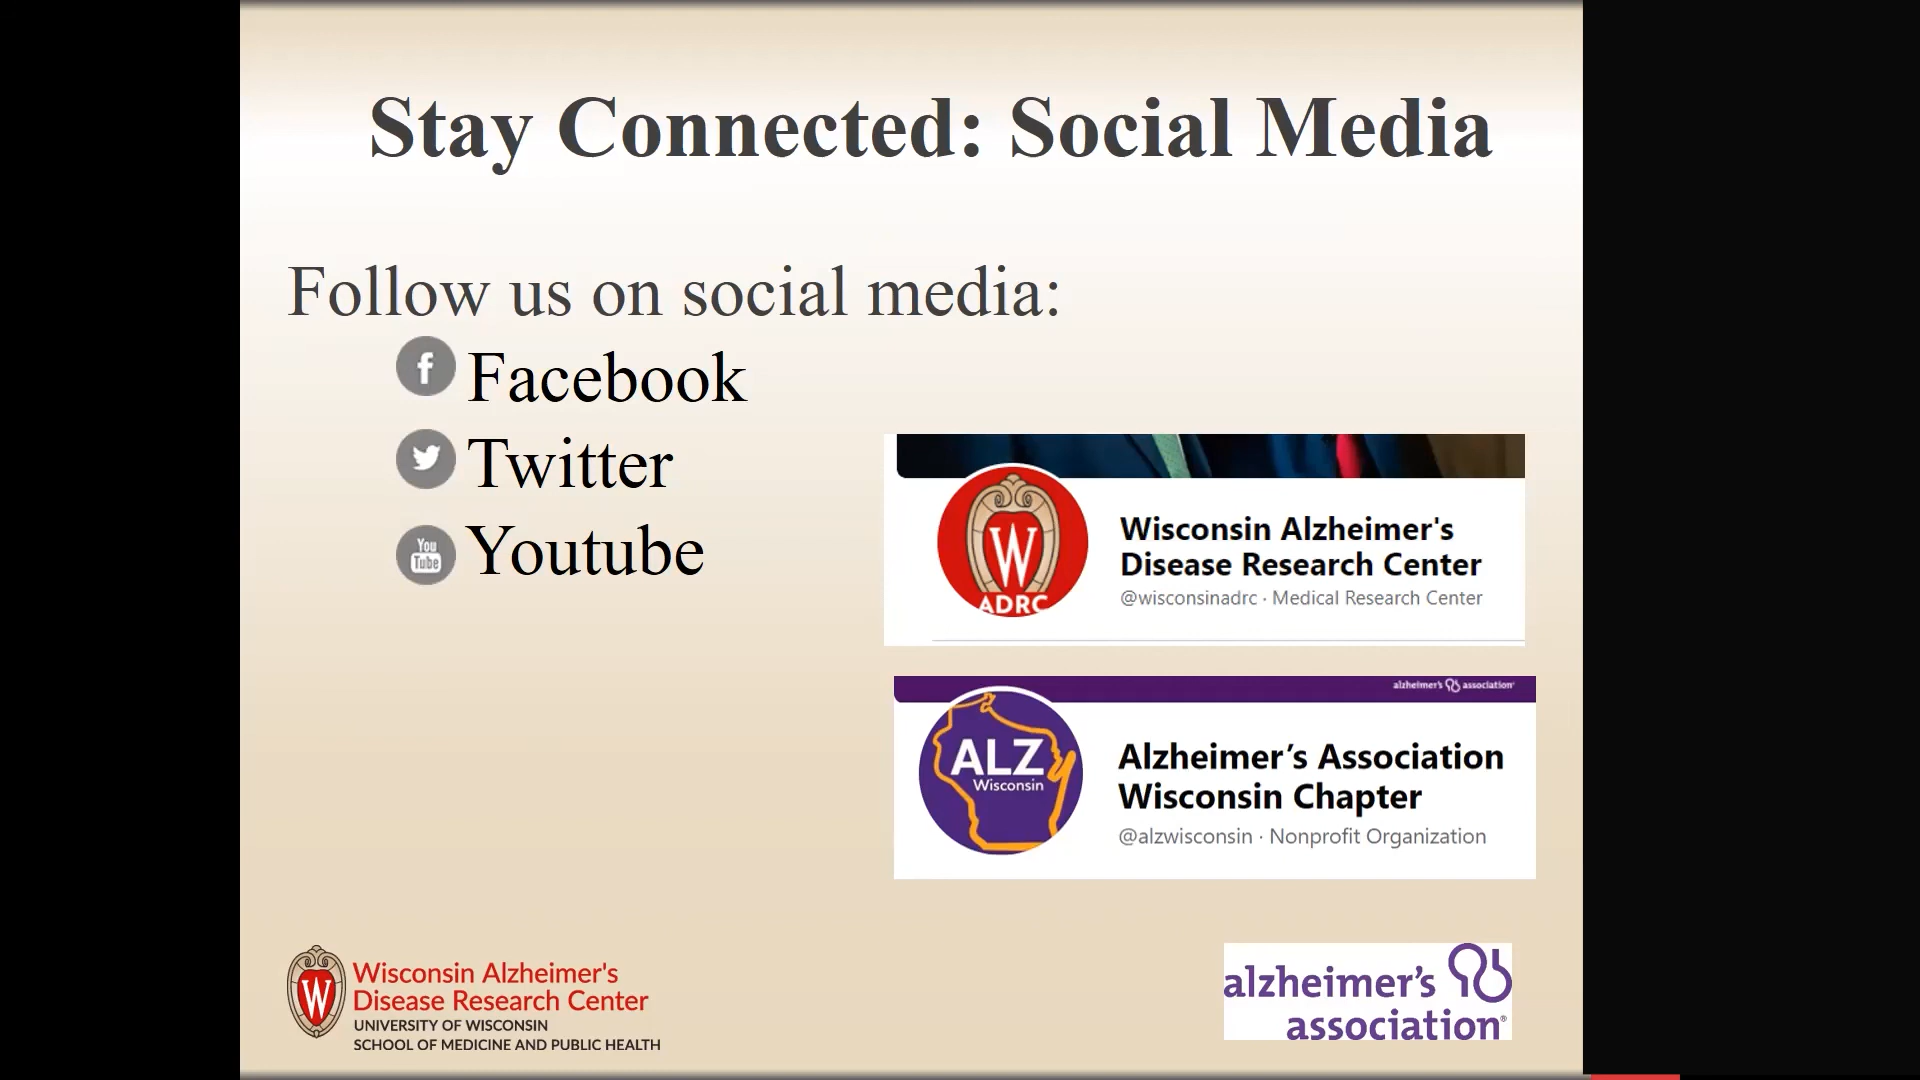 Stay Connected: Social Media
Follow us on social media:
f Facebook
Twitter
You
Tube
Youtube
W
ADRC
Wisconsin Alzheimer's
Disease Research Center
@wisconsinadrc · Medical Research Center
alzheimer's association®
ALZ
Wisconsin
Alzheimer’s Association
Wisconsin Chapter
@alzwisconsin · Nonprofit Organization
W
Wisconsin Alzheimer's
Disease Research Center
UNIVERSITY OF WISCONSIN
SCHOOL OF MEDICINE AND PUBLIC HEALTH
alzheimer’s
association®